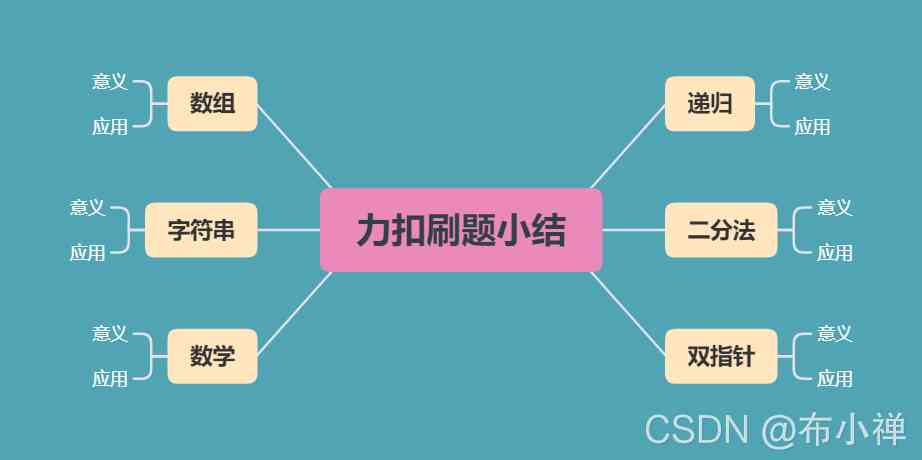 意义
数组
应用
意义
字符串
应用
意义
数学
应用
力扣刷题小结
递归
意义
应用
二分法
意义
应用
双指针
意义
应用
CSDN @布小禅